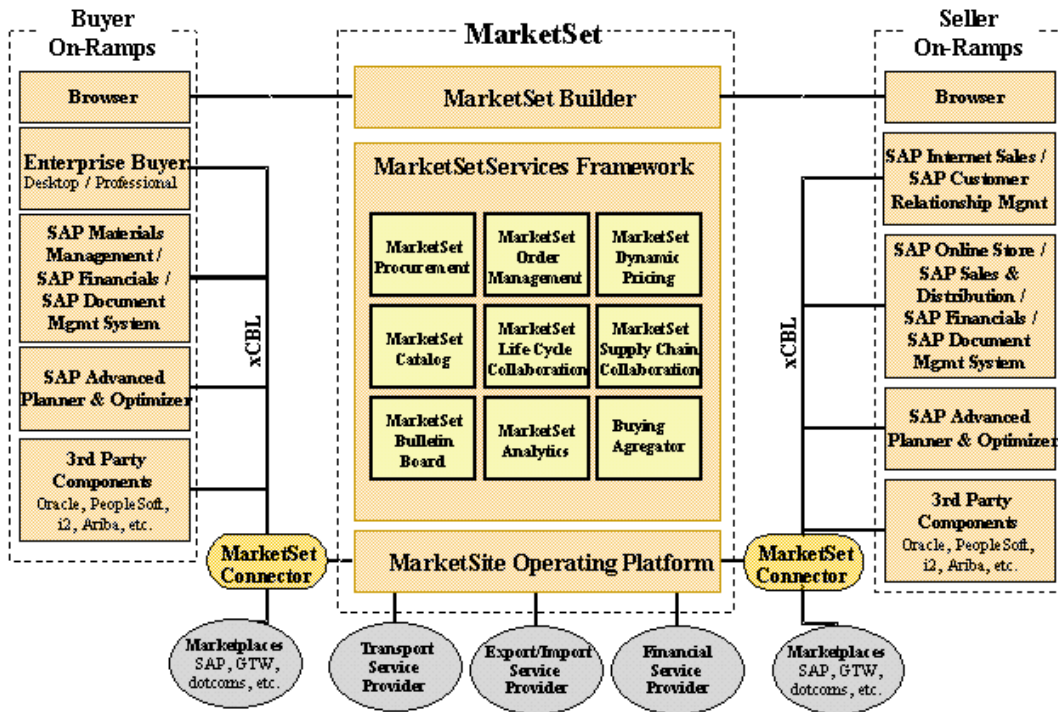 Buyer
On-Ramps
Browser
Enterprise Buyer
Desktop / Professional
SAP Materials
Management /
SAP Financials /
SAP Document
Mgmt System
SAP Advanced
Planner & Optimizer
3rd Party
Components
Oracle, PeopleSoft,
i2, Ariba, etc.
xCBL
MarketSet
Connector
Marketplaces
SAP, GTW,
dotcoms, etc.
MarketSet
MarketSet Builder
MarketSetServices Framework
MarketSet
Procurement
MarketSet
Order
Management
MarketSet
Dynamic
Pricing
MarketSet
Catalog
MarketSet
Life Cycle
Collaboration
MarketSet
Supply Chain
Collaboration
MarketSet
Bulletin
Board
MarketSet
Analytics
Buying
Agregator
MarketSite Operating Platform
Transport
Service
Provider
Export/Import
Service
Provider
Financial
Service
Provider
Seller
On-Ramps
Browser
SAP Internet Sales /
SAP Customer
Relationship Mgmt
SAP Online Store /
SAP Sales &
Distribution /
SAP Financials /
SAP Document
Mgmt System
SAP Advanced
Planner & Optimizer
3rd Party
Components
Oracle, PeopleSoft,
i2, Ariba, etc.
xCBL
MarketSet
Connector
Marketplaces
SAP, GTW,
dotcoms, etc.